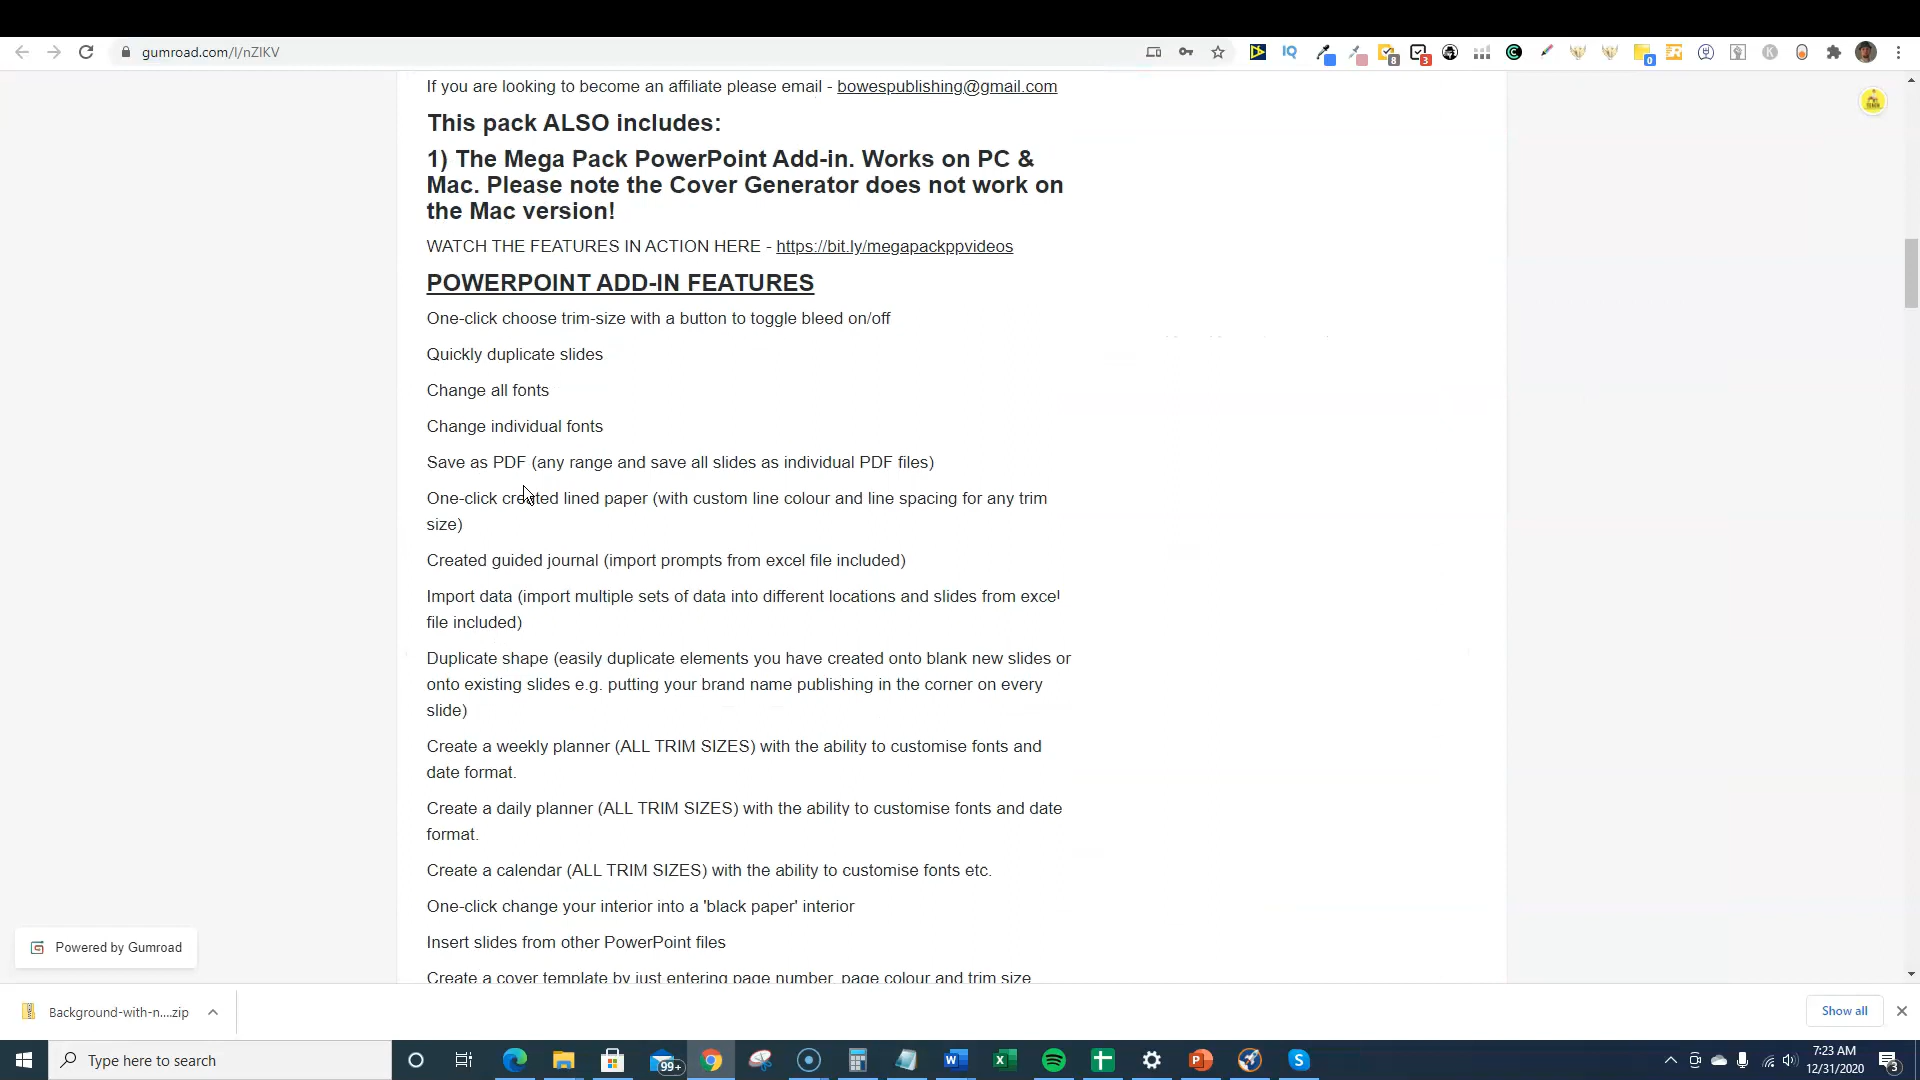 gumroad.com/l/nZIKV
If you are looking to become an affiliate please email - bowespublishing@gmail.com
This pack ALSO includes:
1) The Mega Pack PowerPoint Add-in. Works on PC &
Mac. Please note the Cover Generator does not work on
the Mac version!
WATCH THE FEATURES IN ACTION HERE - https://bit.ly/megapackppvideos
POWERPOINT ADD-IN FEATURES
One-click choose trim-size with a button to toggle bleed on/off
Quickly duplicate slides
Change all fonts
Change individual fonts
Save as PDF (any range and save all slides as individual PDF files)
One-click created lined paper (with custom line colour and line spacing for any trim
size)
Created guided journal (import prompts from excel file included)
Import data (import multiple sets of data into different locations and slides from excel
file included)
Duplicate shape (easily duplicate elements you have created onto blank new slides or
onto existing slides e.g. putting your brand name publishing in the corner on every
slide)
Create a weekly planner (ALL TRIM SIZES) with the ability to customise fonts and
date format.
Create a daily planner (ALL TRIM SIZES) with the ability to customise fonts and date
format.
Create a calendar (ALL TRIM SIZES) with the ability to customise fonts etc.
One-click change your interior into a 'black paper' interior
Insert slides from other PowerPoint files
Create a cover template by just entering page number, page colour and trim size
Powered by Gumroad
Background-with-n....zip
Show all
Type here to search
99+
7:23 AM
12/31/2020
3